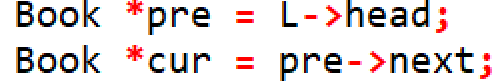 Book *pre = L->head;
Book *cur = pre->next;